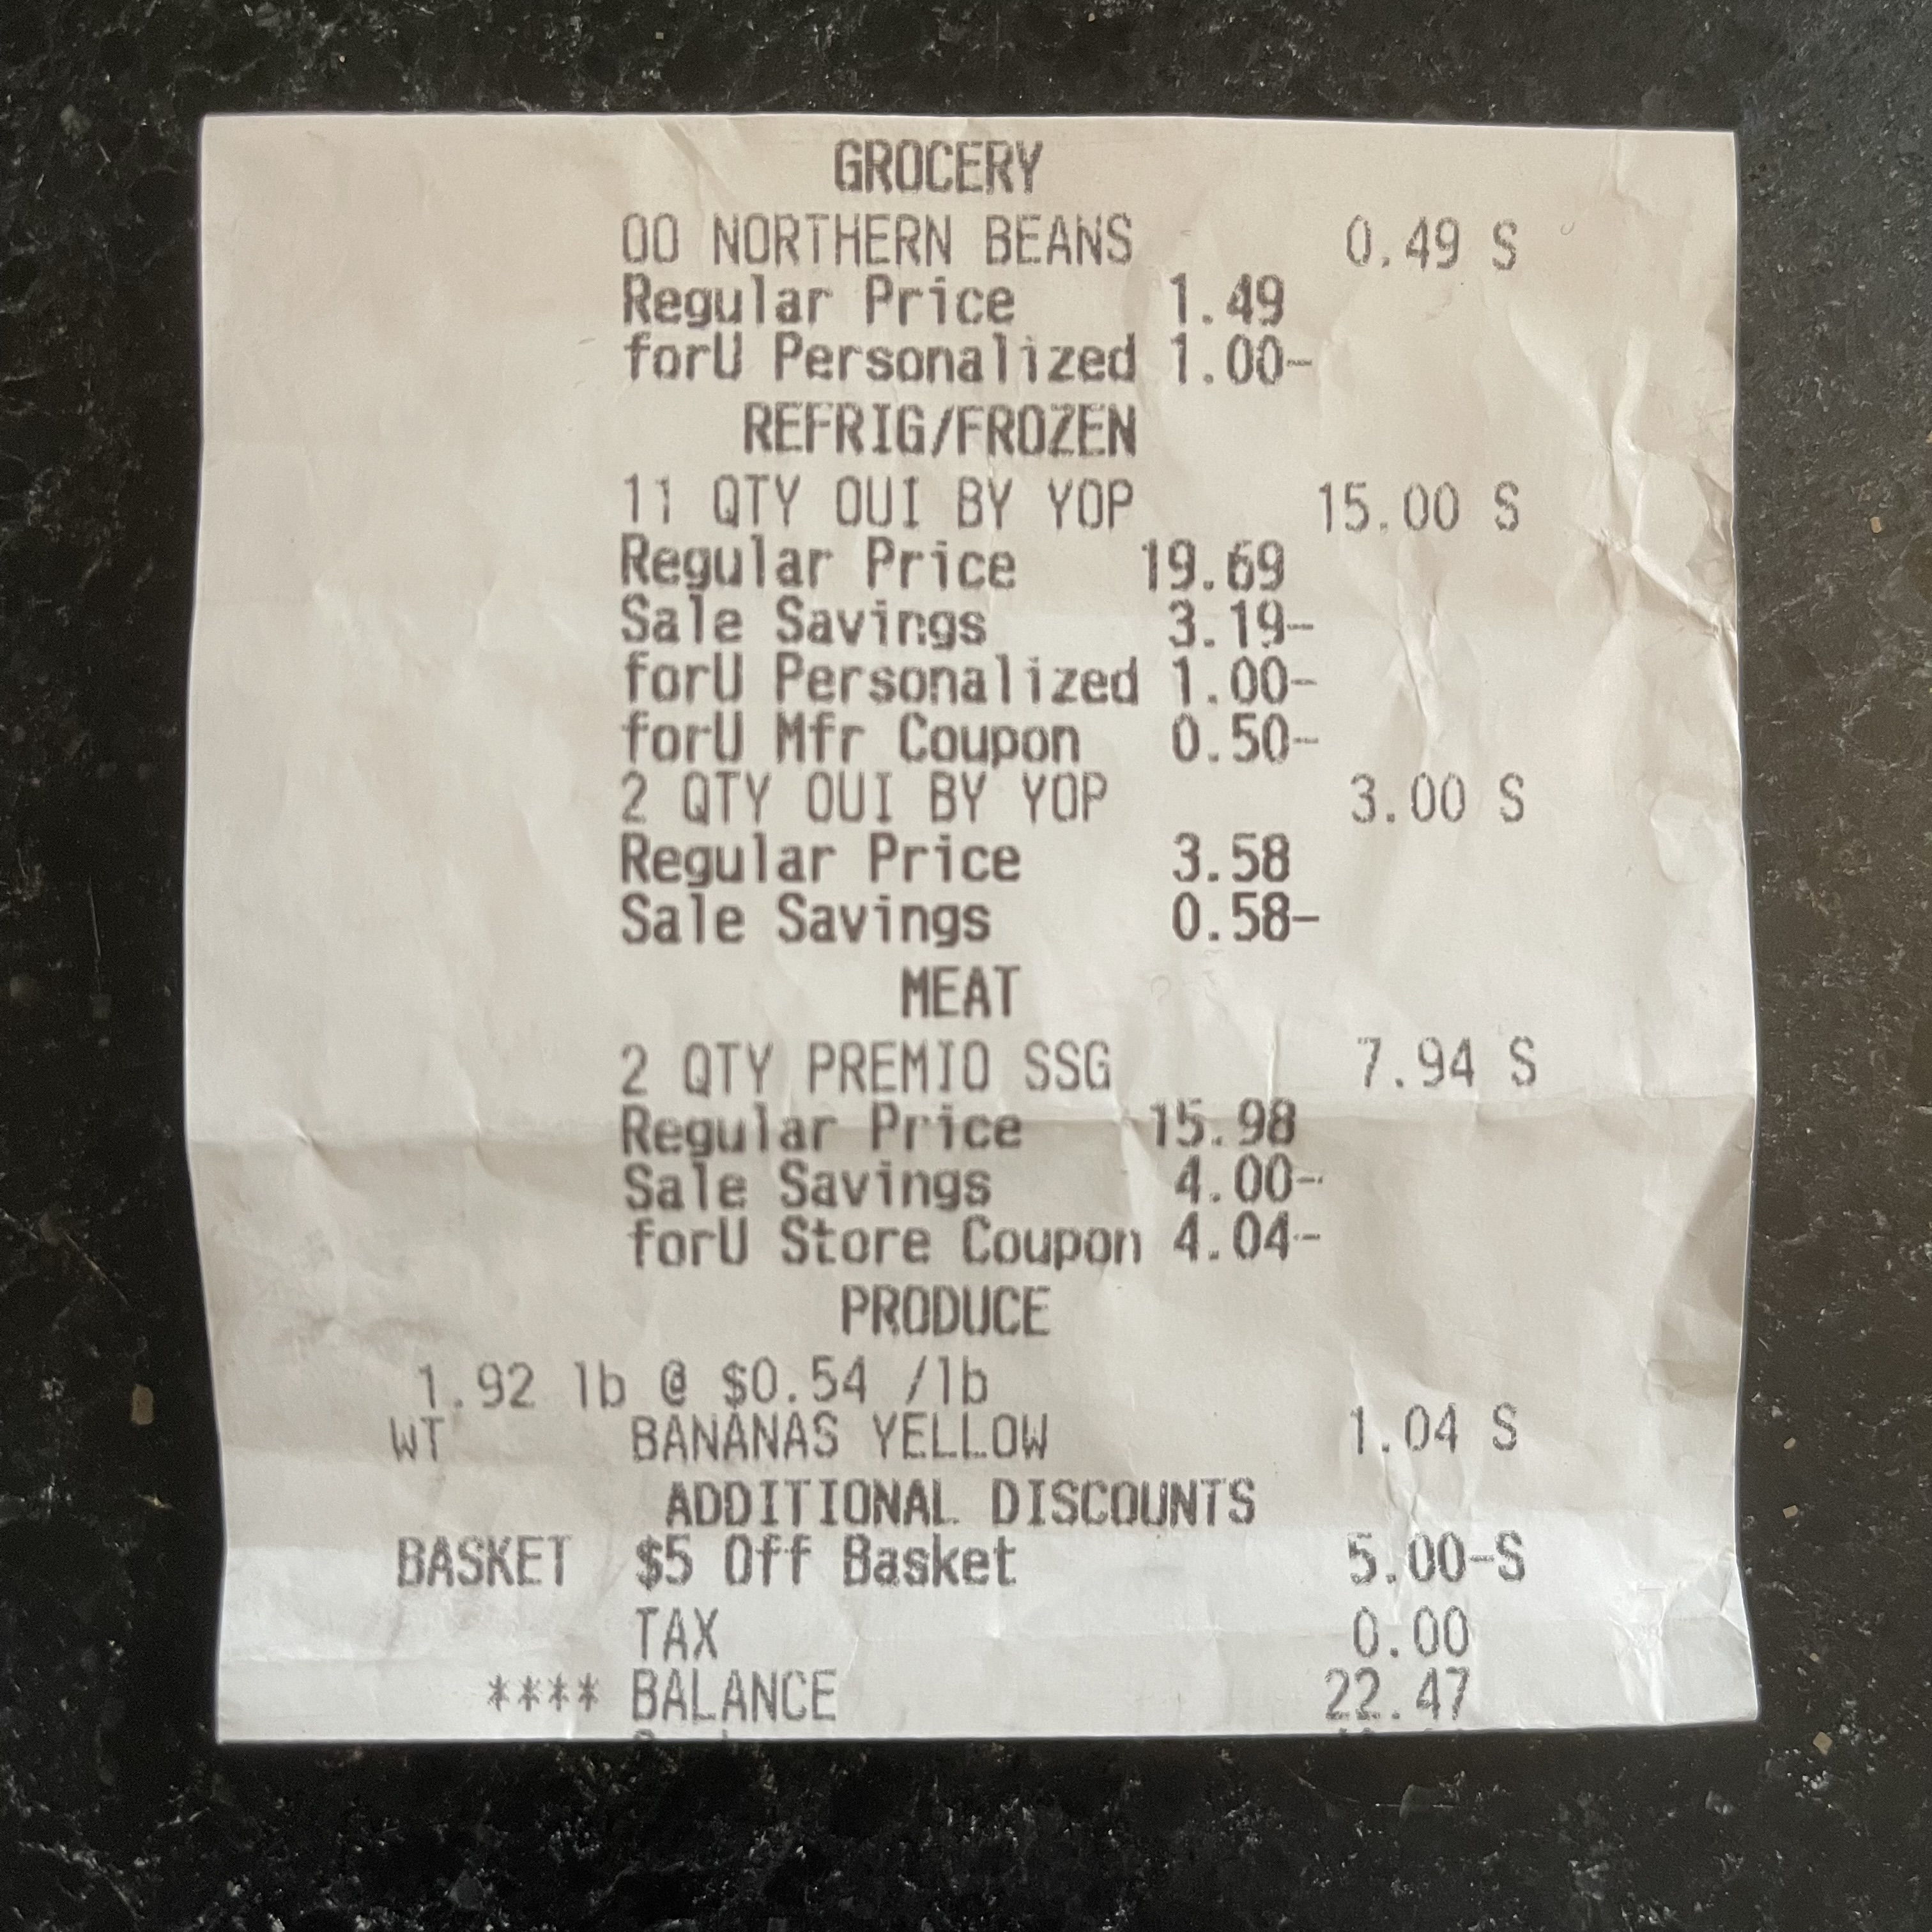 GROCERY
OO NORTHERN BEANS 0.49 S
Regular Price 1.49
forU Personalized 1.00-
REFRIG/FROZEN
11 QTY OUI BY YOP 15.00 S
Regular Price 19.69
Sale Savings 3.19-
forU Personalized 1.00-
forU Mfr Coupon 0.50-
2 QTY OUI BY YOP 3.00 S
Regular Price 3.58
Sale Savings 0.58-
MEAT
2 QTY PREMIO SSG 7.94 S
Regular Price 15.98
Sale Savings 4.00-
forU Store Coupon 4.04-
PRODUCE
1.92 lb @ $0.54 /lb
WT BANANAS YELLOW 1.04 S
ADDITIONAL DISCOUNTS
BASKET $5 Off Basket 5.00-S
TAX 0.00
**** BALANCE 22.47